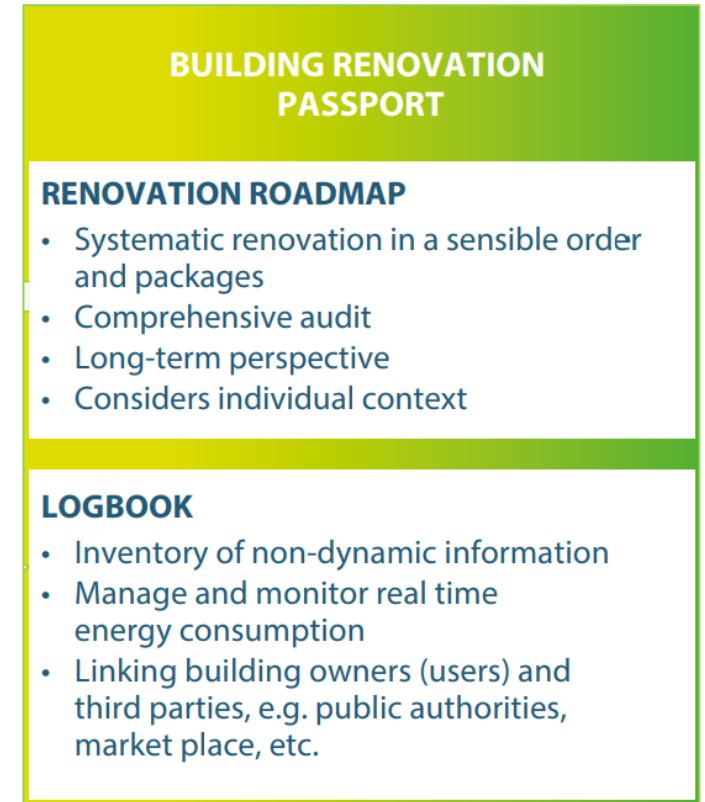 BUILDING RENOVATION
PASSPORT
RENOVATION ROADMAP
• Systematic renovation in a sensible order
and packages
• Comprehensive audit
• Long-term perspective
• Considers individual context
LOGBOOK
• Inventory of non-dynamic information
• Manage and monitor real time
energy consumption
• Linking building owners (users) and
third parties, e.g. public authorities,
market place, etc.